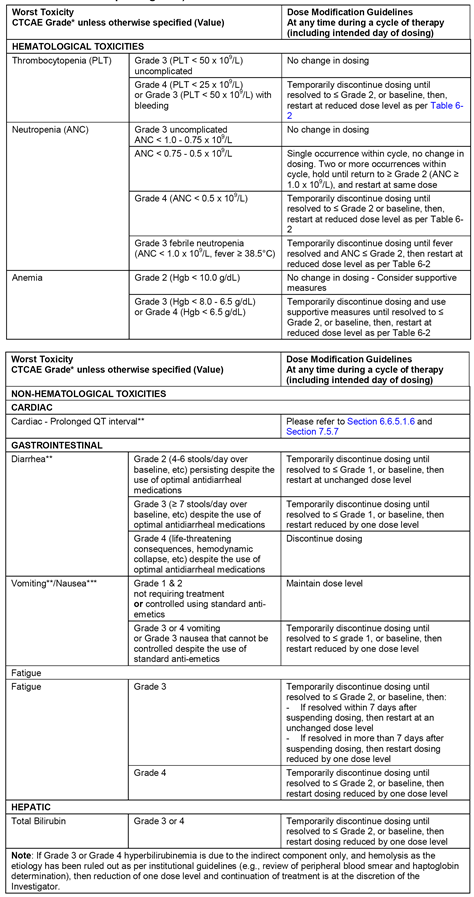 Worst Toxicity
CTCAE Grade* unless otherwise specified (Value)
Dose Modification Guidelines
At any time during a cycle of therapy
(including intended day of dosing)
HEMATOLOGICAL TOXICITIES
Thrombocytopenia (PLT)
Grade 3 (PLT < 50 x 10⁹/L)
uncomplicated
No change in dosing
Grade 4 (PLT < 25 x 10⁹/L)
or Grade 3 (PLT < 50 x 10⁹/L) with
bleeding
Temporarily discontinue dosing until
resolved to ≤ Grade 2, or baseline, then,
restart at reduced dose level as per Table 6-
2
Neutropenia (ANC)
Grade 3 uncomplicated
ANC < 1.0 - 0.75 x 10⁹/L
No change in dosing
ANC < 0.75 - 0.5 x 10⁹/L
Single occurrence within cycle, no change in
dosing. Two or more occurrences within
cycle, hold until return to ≥ Grade 2 (ANC ≥
1.0 x 10⁹/L), and restart at same dose
Grade 4 (ANC < 0.5 x 10⁹/L)
Temporarily discontinue dosing until
resolved to ≤ Grade 2 or baseline, then,
restart at reduced dose level as per Table 6-
2
Grade 3 febrile neutropenia
(ANC < 1.0 x 10⁹/L, fever ≥ 38.5°C)
Temporarily discontinue dosing until fever
resolved and ANC ≤ Grade 2, then restart at
reduced dose level as per Table 6-2
Anemia
Grade 2 (Hgb < 10.0 g/dL)
No change in dosing - Consider supportive
measures
Grade 3 (Hgb < 8.0 - 6.5 g/dL)
or Grade 4 (Hgb < 6.5 g/dL)
Temporarily discontinue dosing and use
supportive measures until resolved to ≤
Grade 2, or baseline, then, restart at
reduced dose level as per Table 6-2
Worst Toxicity
CTCAE Grade* unless otherwise specified (Value)
Dose Modification Guidelines
At any time during a cycle of therapy
(including intended day of dosing)
NON-HEMATOLOGICAL TOXICITIES
CARDIAC
Cardiac - Prolonged QT interval**
Please refer to Section 6.6.5.1.6 and
Section 7.5.7
GASTROINTESTINAL
Diarrhea**
Grade 2 (4-6 stools/day over
baseline, etc) persisting despite the
use of optimal antidiarrheal
medications
Temporarily discontinue dosing until
resolved to ≤ Grade 1, or baseline, then
restart at unchanged dose level
Grade 3 (≥ 7 stools/day over
baseline, etc) despite the use of
optimal antidiarrheal medications
Temporarily discontinue dosing until
resolved to ≤ Grade 1, or baseline, then
restart reduced by one dose level
Grade 4 (life-threatening
consequences, hemodynamic
collapse, etc) despite the use of
optimal antidiarrheal medications
Discontinue dosing
Vomiting**/Nausea***
Grade 1 & 2
not requiring treatment
or controlled using standard anti-
emetics
Maintain dose level
Grade 3 or 4 vomiting
or Grade 3 nausea that cannot be
controlled despite the use of
standard anti-emetics
Temporarily discontinue dosing until
resolved to ≤ grade 1, or baseline, then
restart reduced by one dose level
Fatigue
Fatigue
Grade 3
Temporarily discontinue dosing until
resolved to ≤ Grade 2, or baseline, then:
- If resolved within 7 days after
suspending dosing, then restart at an
unchanged dose level
- If resolved in more than 7 days after
suspending dosing, then restart dosing
reduced by one dose level
Grade 4
Temporarily discontinue dosing until
resolved to ≤ Grade 2, or baseline, then
restart dosing reduced by one dose level
HEPATIC
Total Bilirubin
Grade 3 or 4
Temporarily discontinue dosing until
resolved to ≤ Grade 2, or baseline, then
restart dosing reduced by one dose level
Note: If Grade 3 or Grade 4 hyperbilirubinemia is due to the indirect component only, and hemolysis as the
etiology has been ruled out as per institutional guidelines (e.g., review of peripheral blood smear and haptoglobin
determination), then reduction of one dose level and continuation of treatment is at the discretion of the
Investigator.